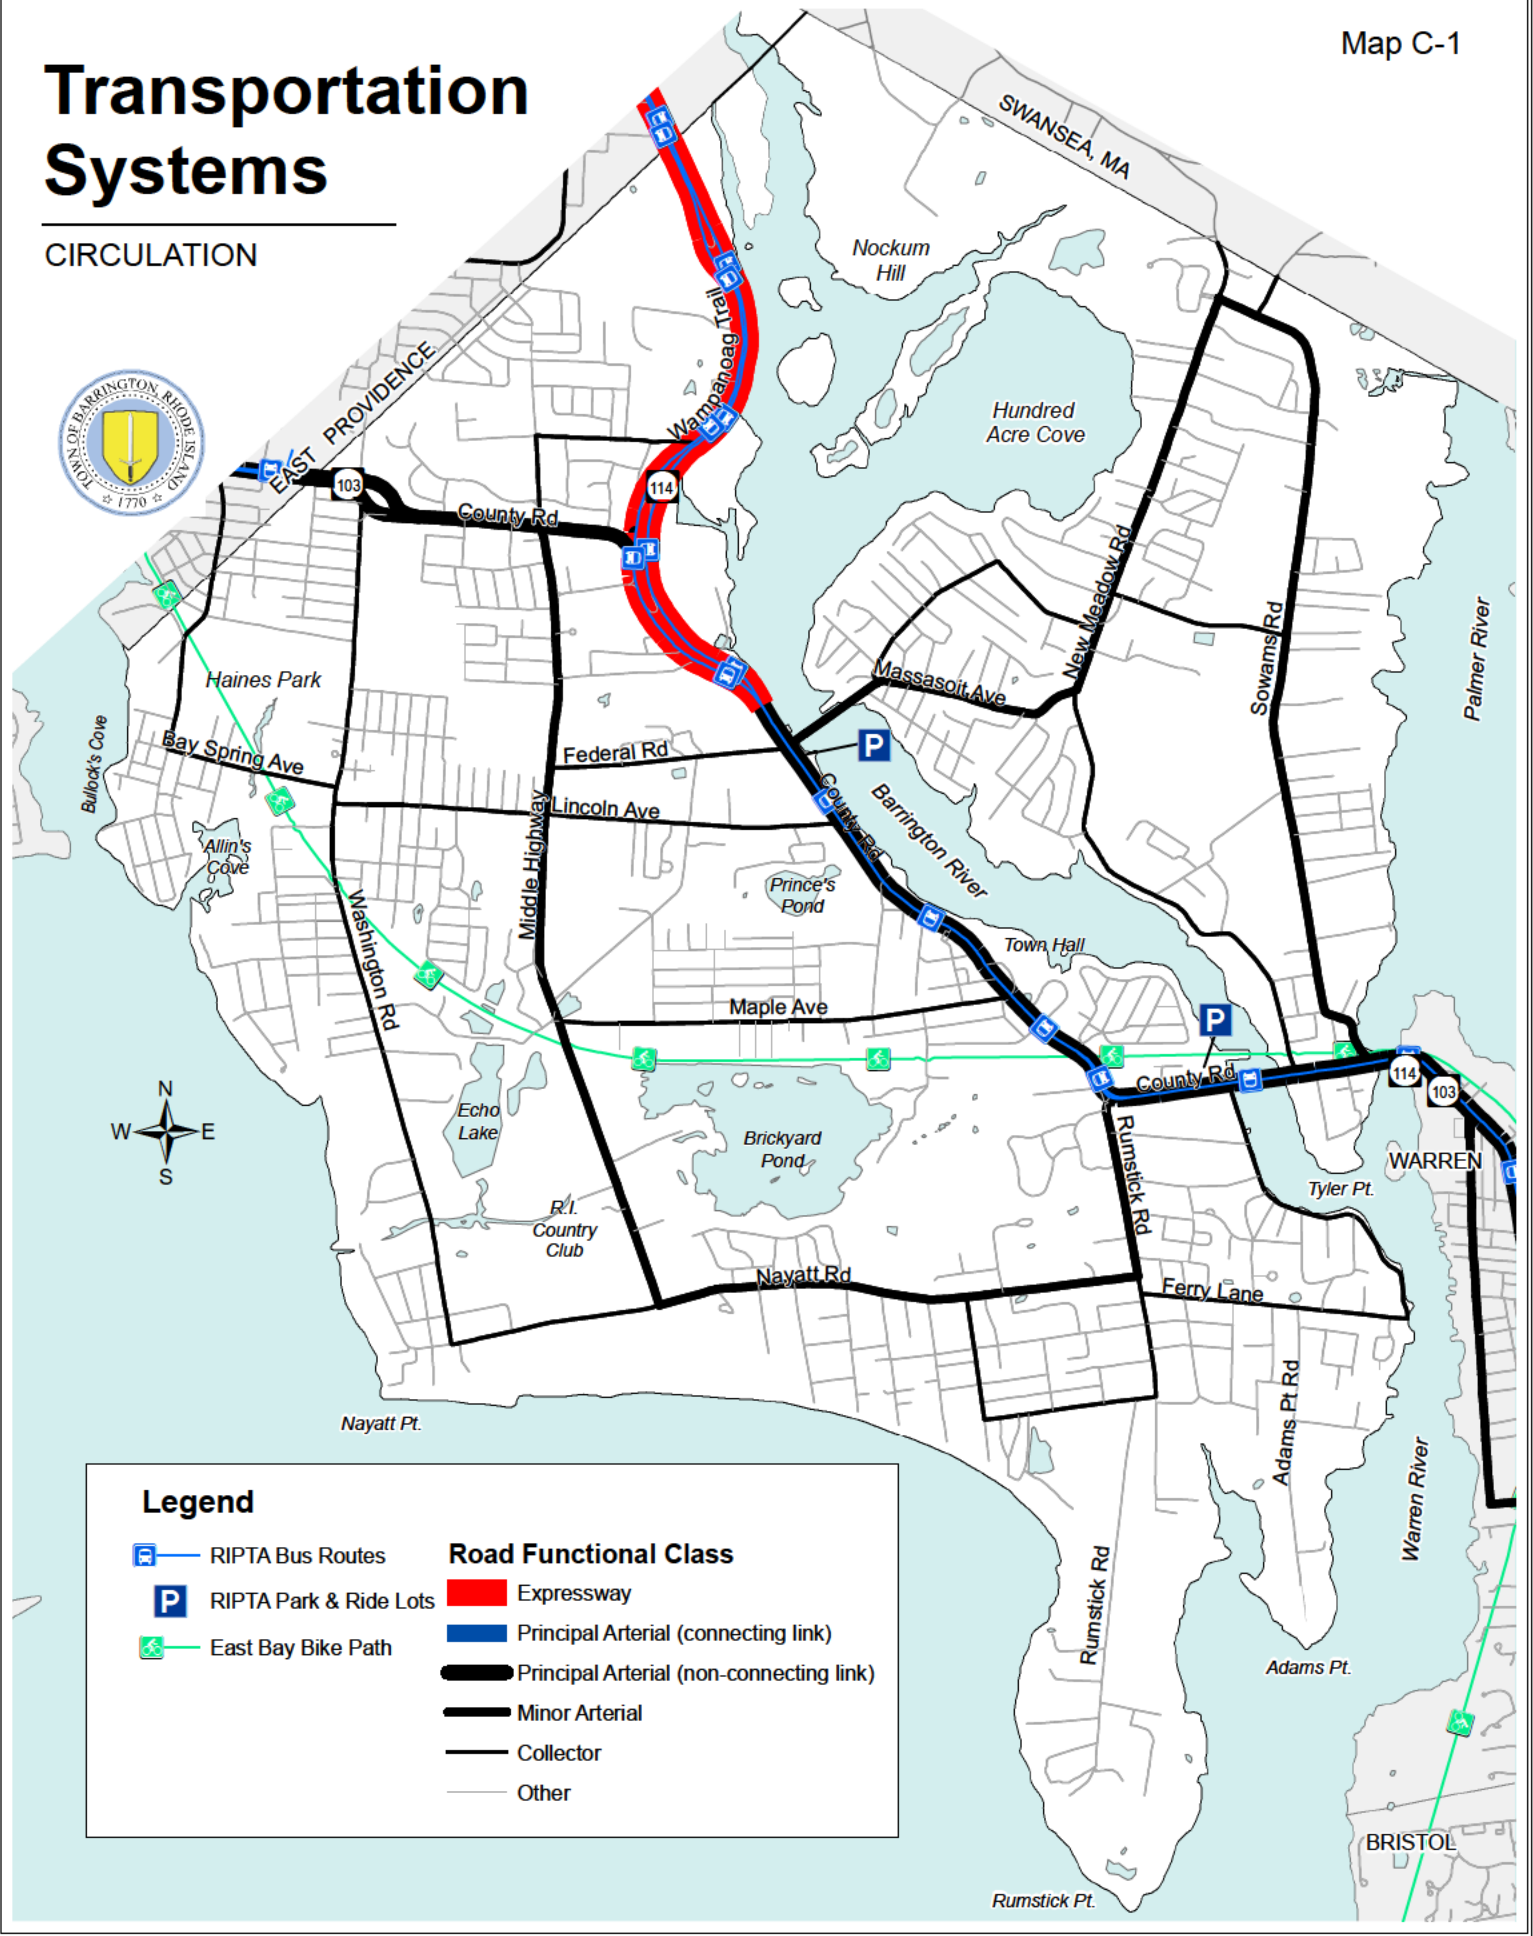 Map C-1
Transportation
Systems
CIRCULATION
SWANSEA, MA
Nockum
Hill
Wampanoag Trail
EAST PROVIDENCE
TOWN OF BARRINGTON, RHODE ISLAND
☆ 1770 ☆
Hundred
Acre Cove
103
114
County Rd
New Meadow Rd
Sowams Rd
Palmer River
Haines Park
Massasoit Ave
Bullock's Cove
Bay Spring Ave
Federal Rd
P
Lincoln Ave
County Rd
Barrington River
Allin's
Cove
Middle Highway
Prince's
Pond
Washington Rd
Town Hall
Maple Ave
P
County Rd
114
103
N
W E
S
Echo
Lake
Brickyard
Pond
Rumstick Rd
WARREN
Tyler Pt.
R.I.
Country
Club
Nayatt Rd
Ferry Lane
Adams Pt Rd
Nayatt Pt.
Warren River
Legend
RIPTA Bus Routes
P RIPTA Park & Ride Lots
East Bay Bike Path
Road Functional Class
Expressway
Principal Arterial (connecting link)
Principal Arterial (non-connecting link)
Minor Arterial
Collector
Other
Rumstick Rd
Adams Pt.
BRISTOL
Rumstick Pt.